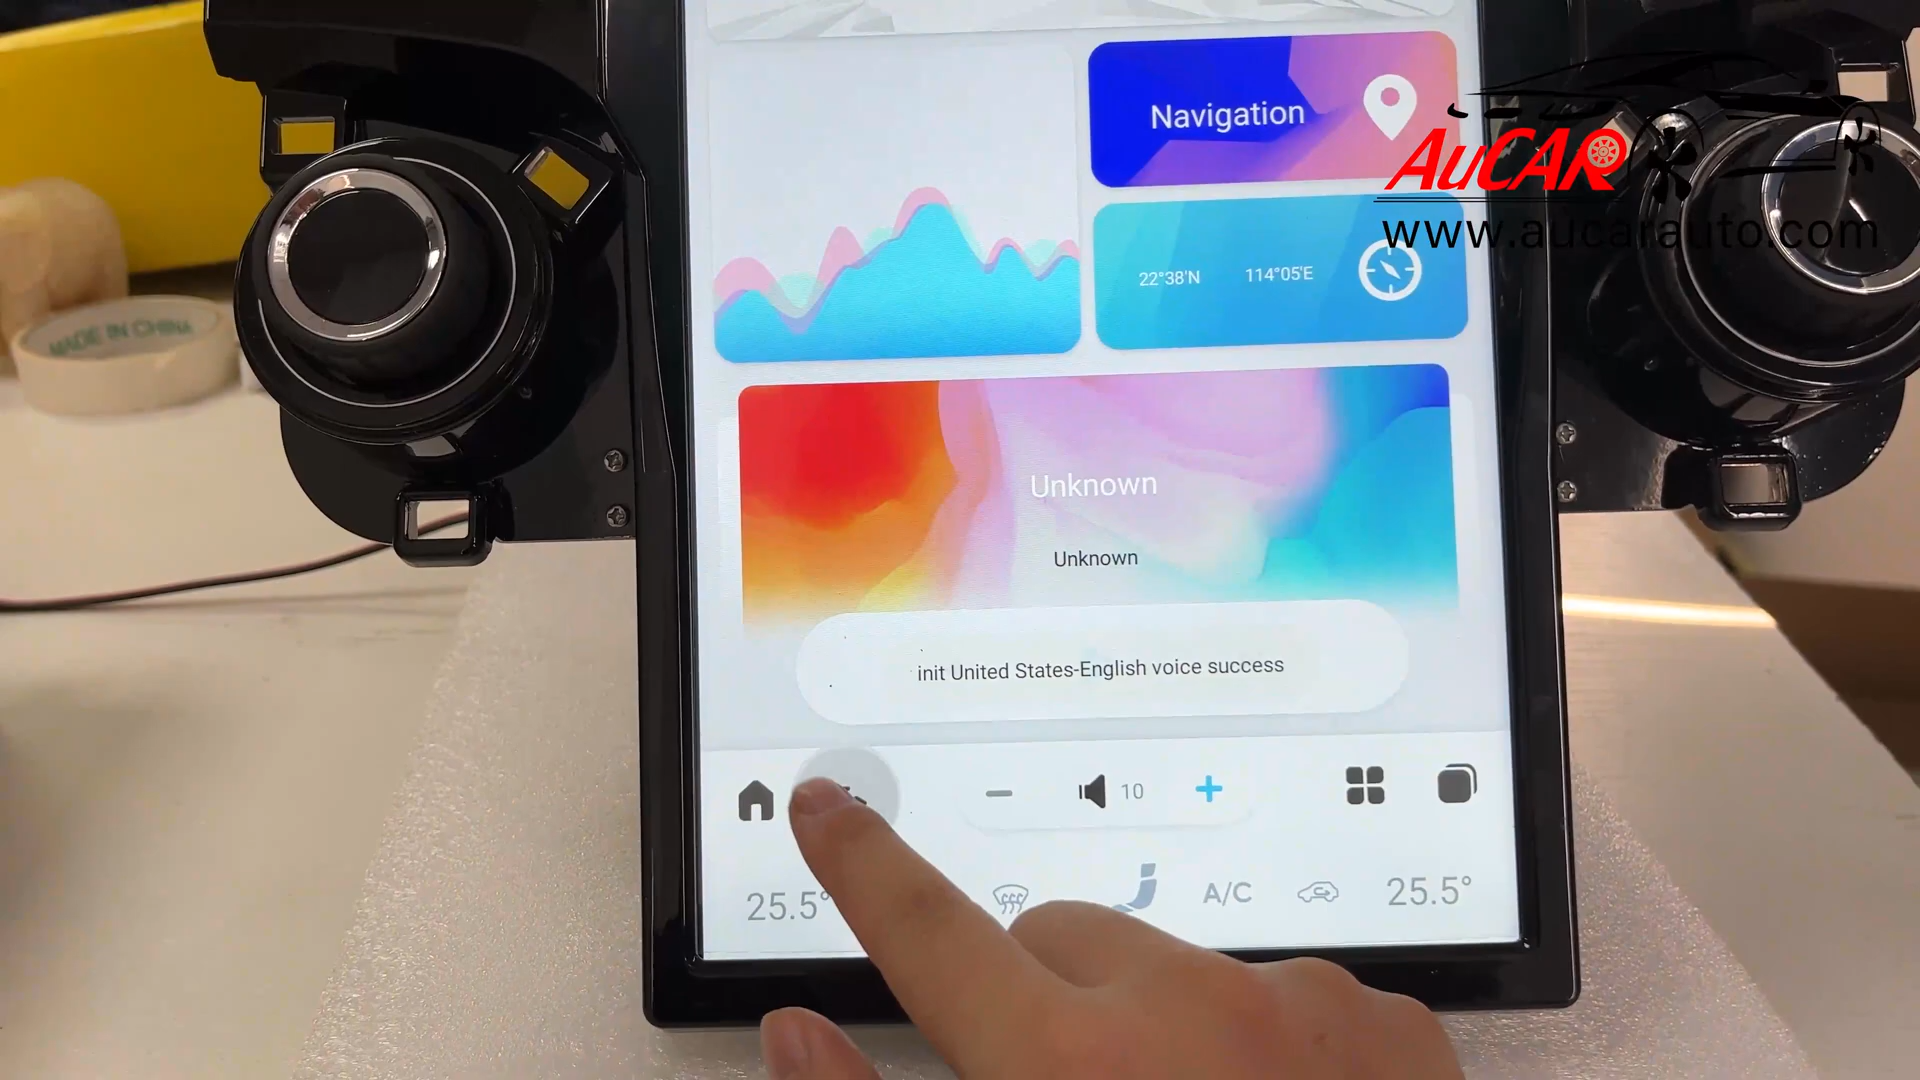 Navigation
AuCAR
www.aucarauto.com
22°38'N 114°05'E
MADE IN CHINA
Unknown
Unknown
init United States-English voice success
10
25.5° A/C 25.5°